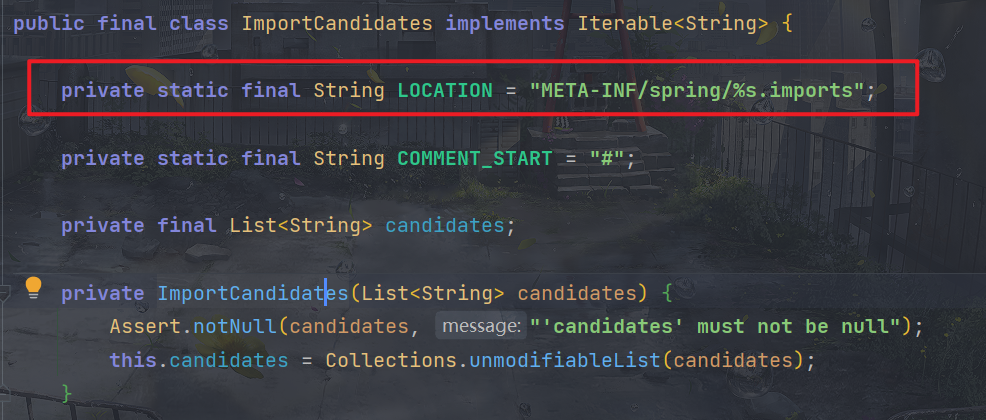 public final class ImportCandidates implements Iterable<String> {
private static final String LOCATION = "META-INF/spring/%s.imports";
private static final String COMMENT_START = "#";
private final List<String> candidates;
private ImportCandidates(List<String> candidates) {
Assert.notNull(candidates, message: "'candidates' must not be null");
this.candidates = Collections.unmodifiableList(candidates);
}